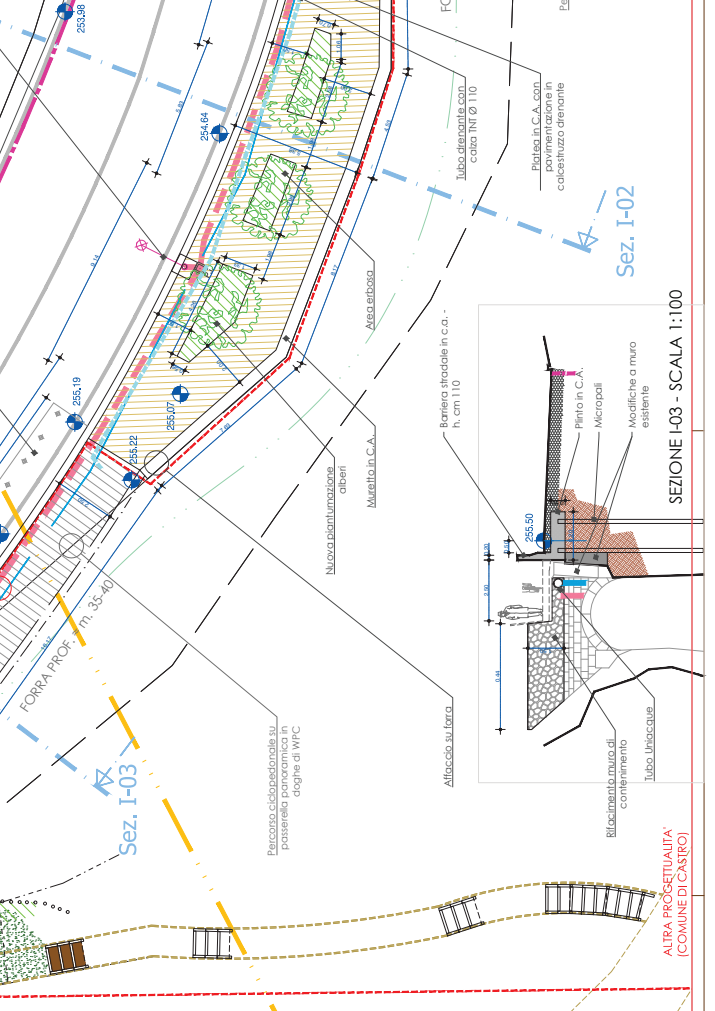 253.98
254.64
255.19
255.22
255.07
9.14
Tubo drenante con
calza TNT Ø 110
Platea in C.A. con
pavimentazione in
calcestruzzo drenante
Sez. I-02
Area erbosa
Nuova piantumazione
alberi
Muretto in C.A.
FORRA PROF. = m. 35-40
Sez. I-03
Percorso ciclopedonale su
passerella panoramica in
doghe di WPC
Affaccio su forra
Barriera stradale in c.a. -
h. cm 110
255.50
2.50
Plinto in C.A.
Micropali
Modifiche a muro
esistente
Rifacimento muro di
contenimento
Tubo Uniacque
SEZIONE I-03 - SCALA 1:100
ALTRA PROGETTUALITA'
(COMUNE DI CASTRO)